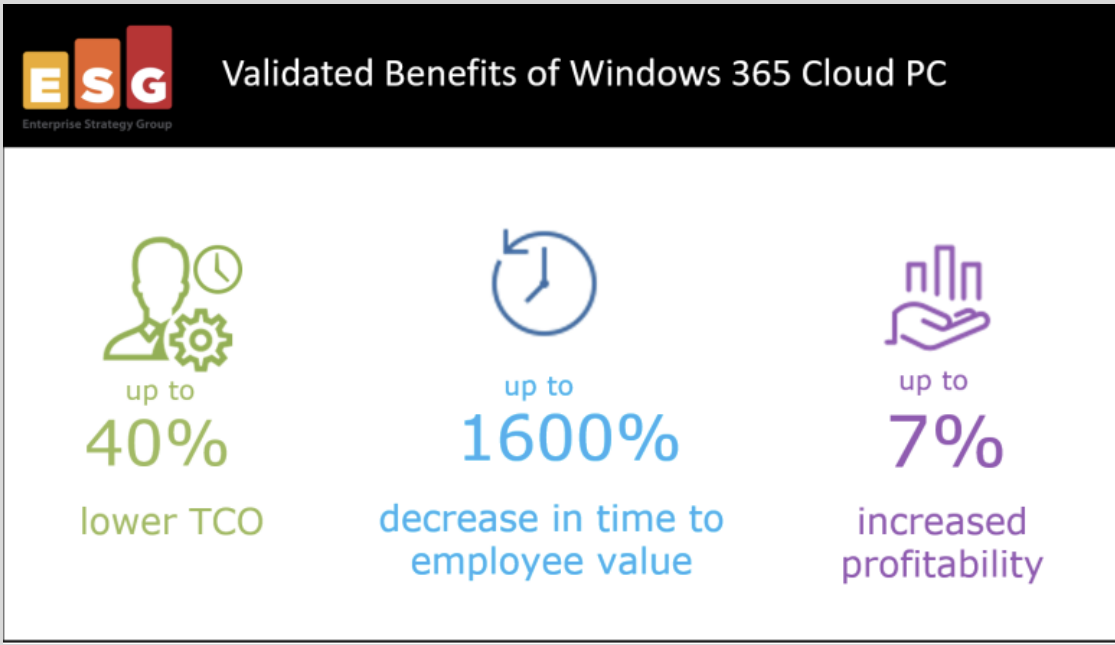 ESG
Enterprise Strategy Group
Validated Benefits of Windows 365 Cloud PC
up to
40%
lower TCO
up to
1600%
decrease in time to
employee value
up to
7%
increased
profitability